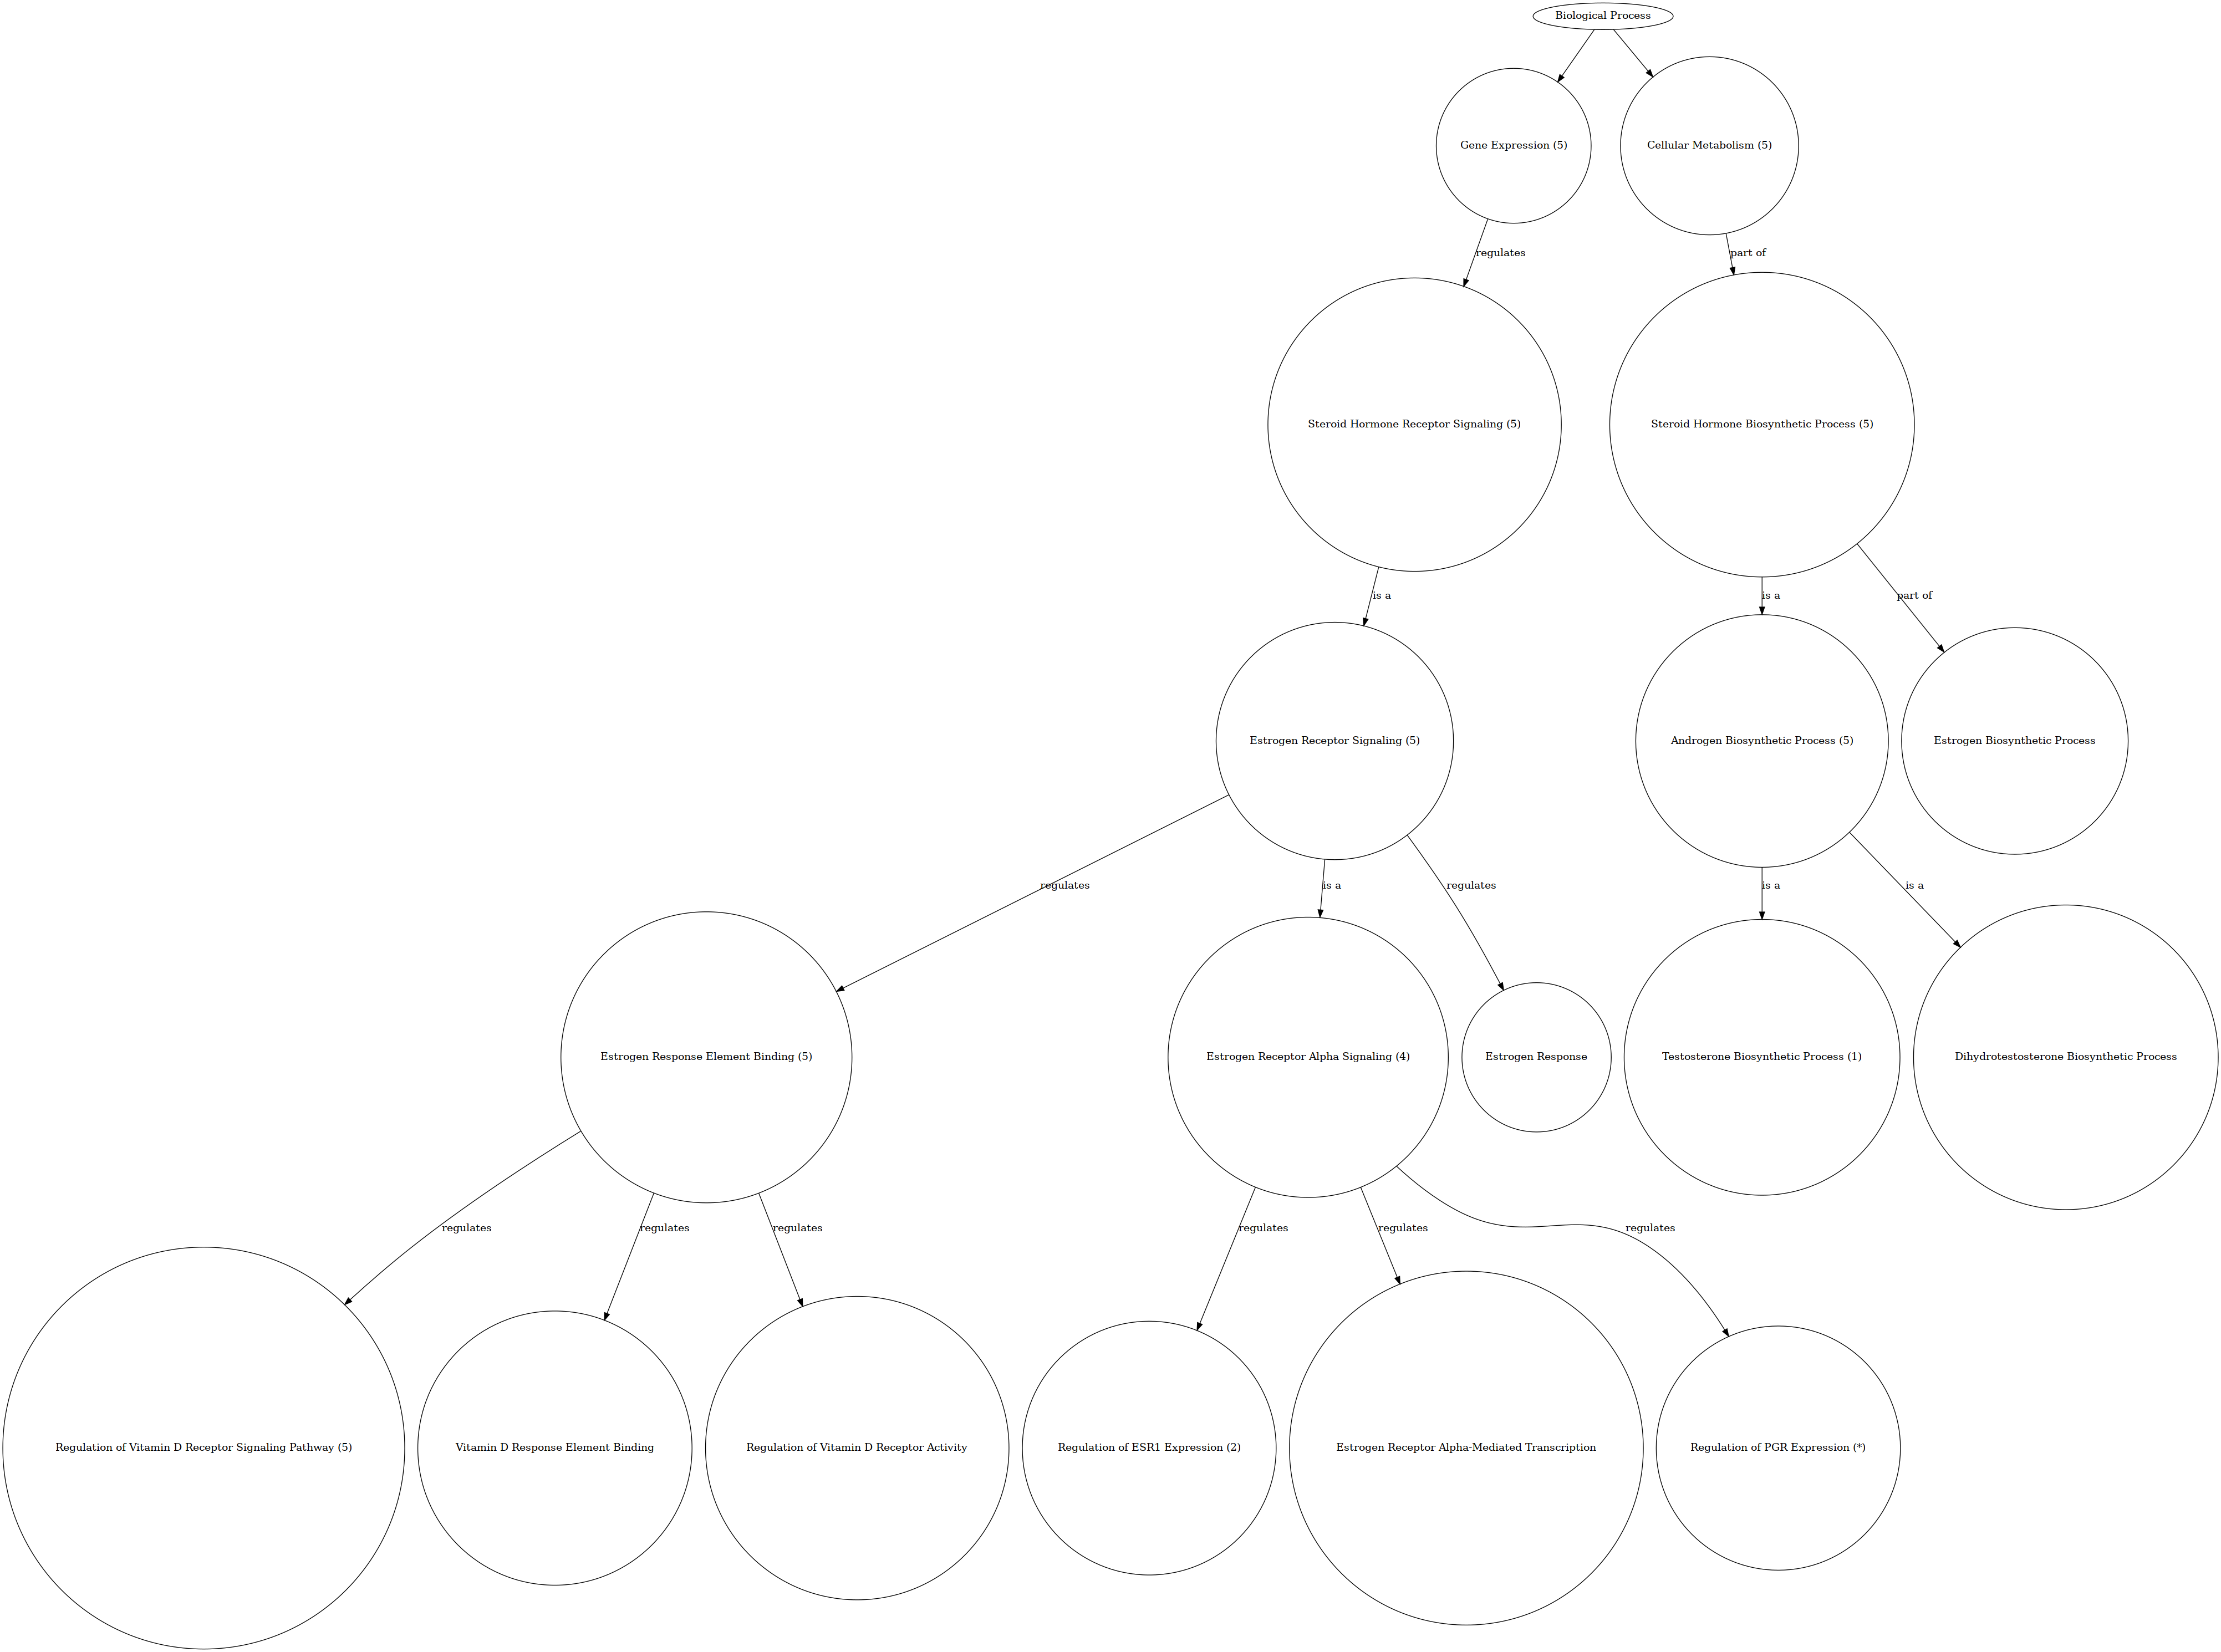 Biological Process
Gene Expression (5)
Cellular Metabolism (5)
regulates
part of
Steroid Hormone Receptor Signaling (5)
Steroid Hormone Biosynthetic Process (5)
is a
is a
part of
Estrogen Receptor Signaling (5)
Androgen Biosynthetic Process (5)
Estrogen Biosynthetic Process
regulates
is a
regulates
is a
is a
Estrogen Response Element Binding (5)
Estrogen Receptor Alpha Signaling (4)
Estrogen Response
Testosterone Biosynthetic Process (1)
Dihydrotestosterone Biosynthetic Process
regulates
regulates
regulates
regulates
regulates
regulates
Regulation of Vitamin D Receptor Signaling Pathway (5)
Vitamin D Response Element Binding
Regulation of Vitamin D Receptor Activity
Regulation of ESR1 Expression (2)
Estrogen Receptor Alpha-Mediated Transcription
Regulation of PGR Expression (*)